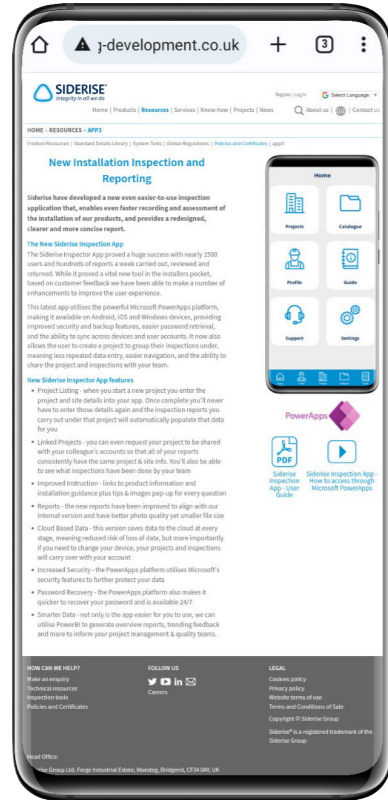 -development.co.uk
3
SIDERISE
integrity in all we do
Register | Log in
Select Language
Home | Products | Resources | Services | Know-how | Projects | News
About us
Contact us
HOME › RESOURCES › APP3
Product Resources | Standard Details Library | System Tests | Global Regulations | Policies and Certificates | app3
New Installation Inspection and
Reporting
Siderise have developed a new even easier-to-use inspection
application that, enables even faster recording and assessment of
the installation of our products, and provides a redesigned,
clearer and more concise report.
The New Siderise Inspection App
The Siderise Inspector App proved a huge success with nearly 1500
users and hundreds of reports a week carried out, reviewed and
returned. While it proved a vital new tool in the installers pocket,
based on customer feedback we have been able to make a number of
enhancements to improve the user experience.
This latest app utilises the powerful Microsoft PowerApps platform,
making it available on Android, iOS and Windows devices, providing
improved security and backup features, easier password retrieval,
and the ability to sync across devices and user accounts. It now also
allows the user to create a project to group their inspections under,
meaning less repeated data entry, easier navigation, and the ability to
share the project and inspections with your team.
New Siderise Inspector App features
• Project Listing - when you start a new project you enter the
project and site details into your app. Once complete you'll never
have to enter those details again and the inspection reports you
carry out under that project will automatically populate that data
for you
• Linked Projects - you can even request your project to be shared
with your colleague's accounts so that all of your reports
consistently have the same project & site info. You'll also be able
to see what inspections have been done by your team
• Improved Instruction - links to product information and
installation guidance plus tips & images pop-up for every question
• Reports - the new reports have been improved to align with our
internal version and have better photo quality yet smaller file size
• Cloud Based Data - this version saves data to the cloud at every
stage, meaning reduced risk of loss of data, but more importantly
if you need to change your device, your projects and inspections
will carry over with your account
• Increased Security - the PowerApps platform utilises Microsoft's
security features to further protect your data
• Password Recovery - the PowerApps platform also makes it
quicker to recover your password and is available 24/7
• Smarter Data - not only is the app easier for you to use, we can
utilise PowerBI to generate overview reports, trending feedback
and more to inform your project management & quality teams.
Home
Projects
Catalogue
Profile
Guide
Support
Settings
PowerApps
PDF
Siderise
Inspection
App - User
Guide
Siderise Inspection App -
How to access through
Microsoft PowerApps
HOW CAN WE HELP?
Make an enquiry
Technical resources
Inspection tools
Policies and Certificates
FOLLOW US
Careers
LEGAL
Cookies policy
Privacy policy
Website terms of use
Terms and Conditions of Sale
Copyright © Siderise Group
Siderise® is a registered trademark of the
Siderise Group
Head Office:
Siderise Group Ltd. Forge Industrial Estate, Maesteg, Bridgend, CF34 0AY, UK